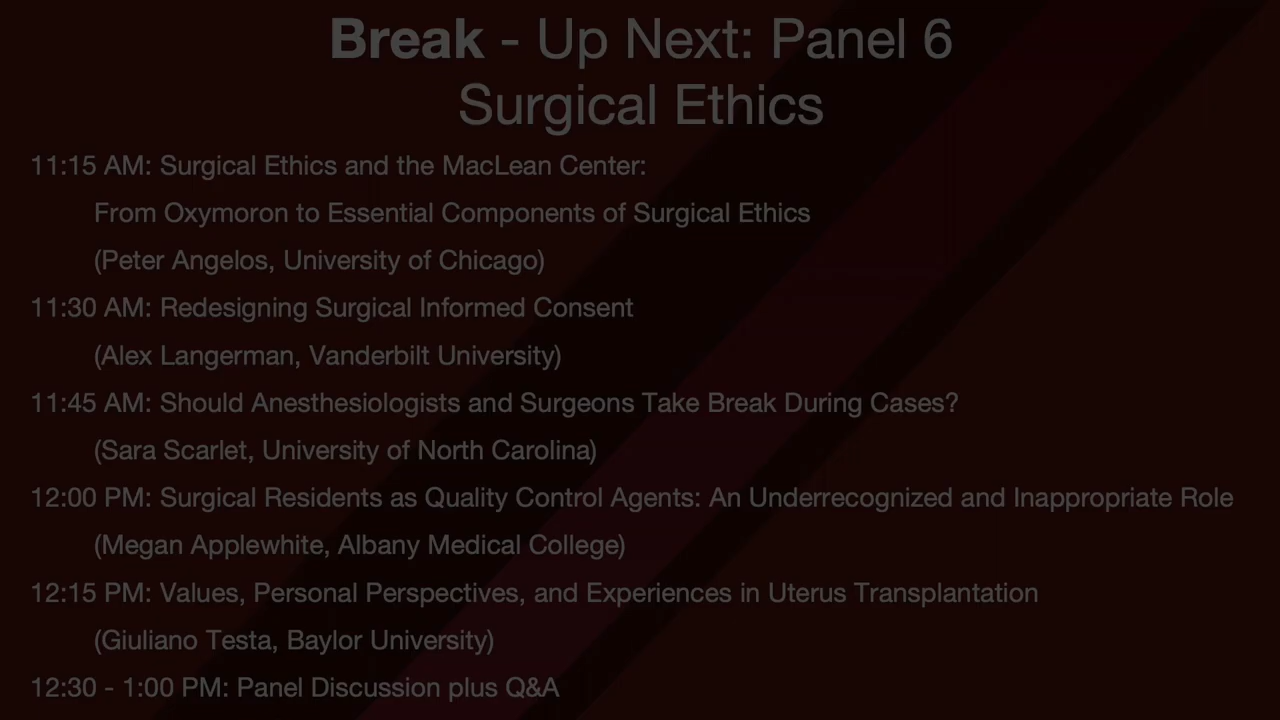 Break - Up Next: Panel 6
Surgical Ethics
11:15 AM: Surgical Ethics and the MacLean Center:
From Oxymoron to Essential Components of Surgical Ethics
(Peter Angelos, University of Chicago)
11:30 AM: Redesigning Surgical Informed Consent
(Alex Langerman, Vanderbilt University)
11:45 AM: Should Anesthesiologists and Surgeons Take Break During Cases?
(Sara Scarlet, University of North Carolina)
12:00 PM: Surgical Residents as Quality Control Agents: An Underrecognized and Inappropriate Role
(Megan Applewhite, Albany Medical College)
12:15 PM: Values, Personal Perspectives, and Experiences in Uterus Transplantation
(Giuliano Testa, Baylor University)
12:30 - 1:00 PM: Panel Discussion plus Q&A